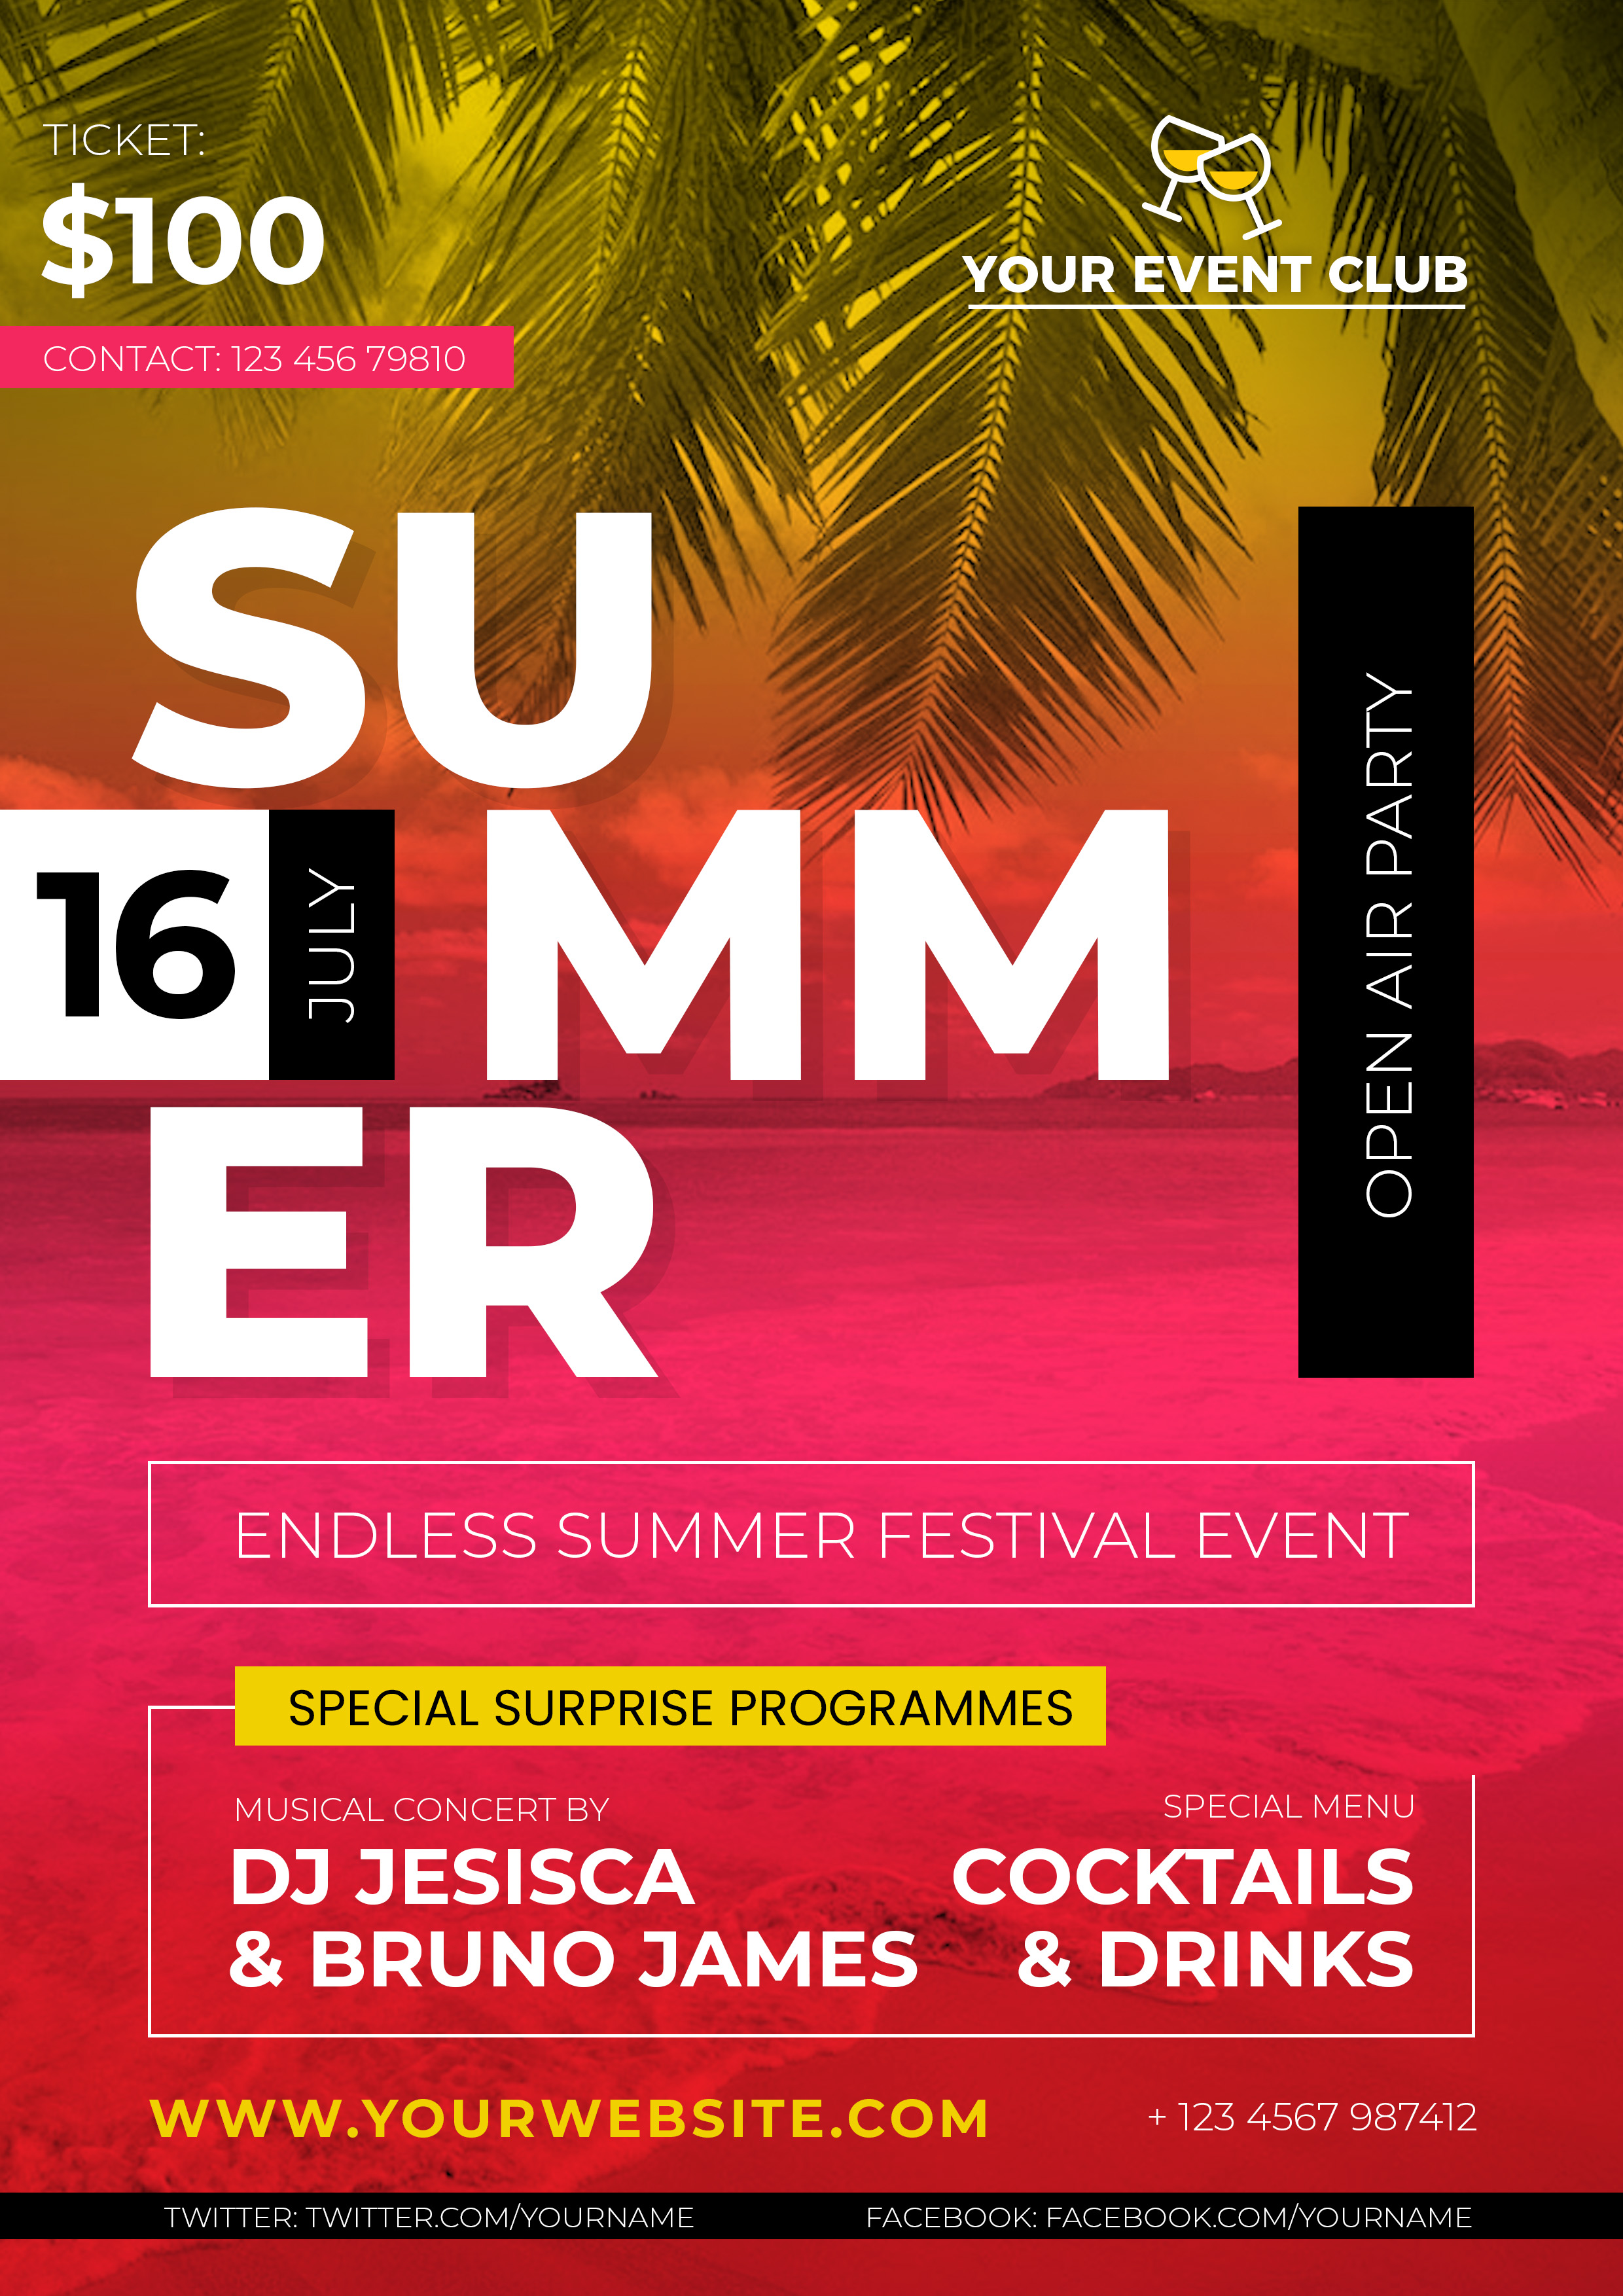 TICKET:
$100
CONTACT: 123 456 79810
YOUR EVENT CLUB
SU
16
JULY
MM
ER
OPEN AIR PARTY
ENDLESS SUMMER FESTIVAL EVENT
SPECIAL SURPRISE PROGRAMMES
MUSICAL CONCERT BY
DJ JESISCA
& BRUNO JAMES
SPECIAL MENU
COCKTAILS
& DRINKS
WWW.YOURWEBSITE.COM
+ 123 4567 987412
TWITTER: TWITTER.COM/YOURNAME
FACEBOOK: FACEBOOK.COM/YOURNAME